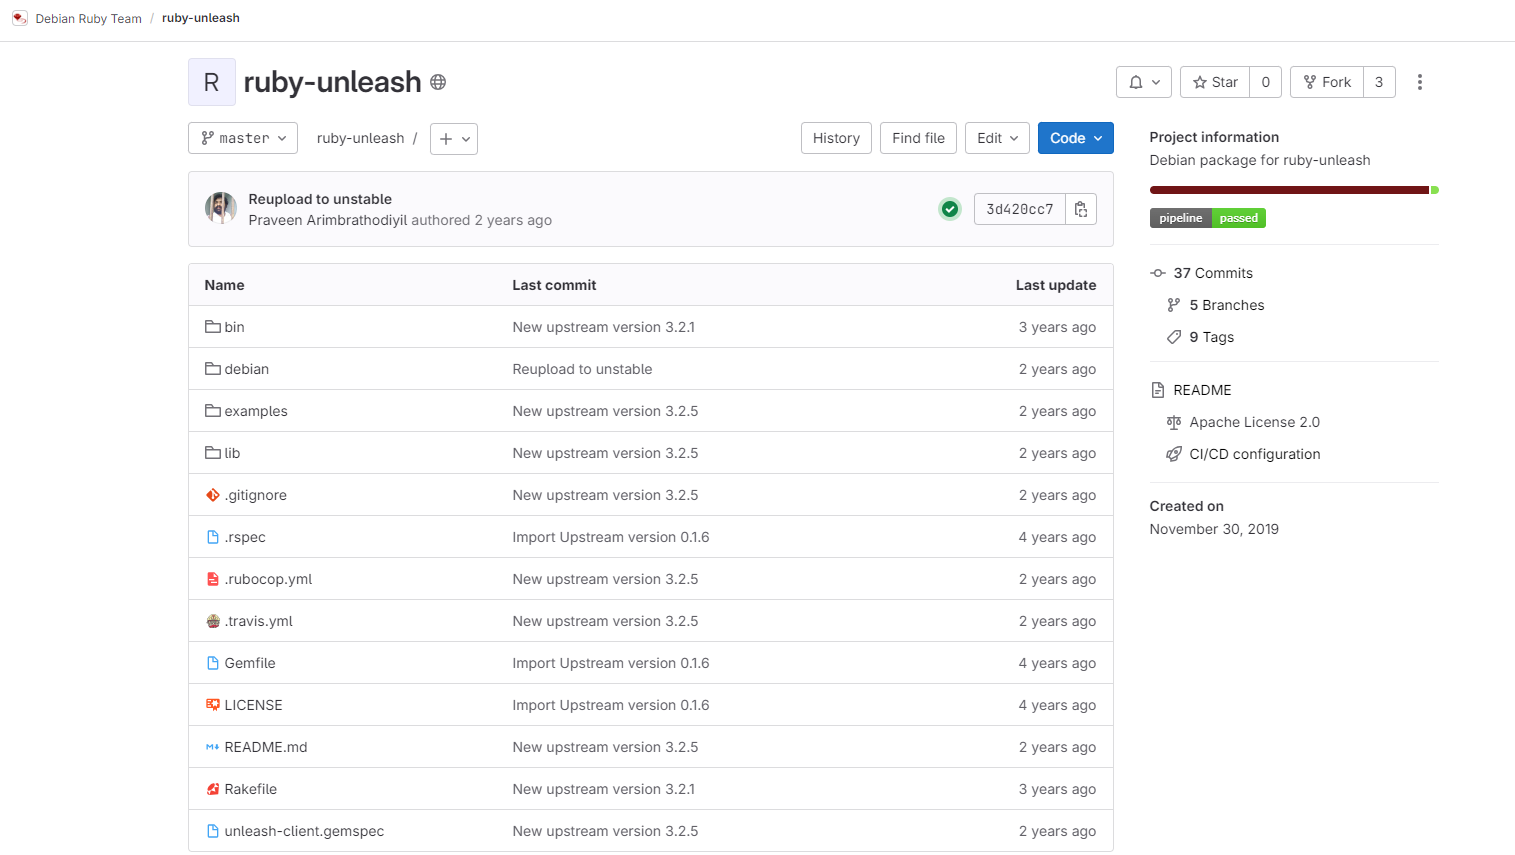 Debian Ruby Team / ruby-unleash
R ruby-unleash
Star 0 Fork 3
master ruby-unleash / History Find file Edit Code
Reupload to unstable
Praveen Arimbrathodiyil authored 2 years ago
3d420cc7
Name Last commit Last update
bin New upstream version 3.2.1 3 years ago
debian Reupload to unstable 2 years ago
examples New upstream version 3.2.5 2 years ago
lib New upstream version 3.2.5 2 years ago
.gitignore New upstream version 3.2.5 2 years ago
.rspec Import Upstream version 0.1.6 4 years ago
.rubocop.yml New upstream version 3.2.5 2 years ago
.travis.yml New upstream version 3.2.5 2 years ago
Gemfile Import Upstream version 0.1.6 4 years ago
LICENSE Import Upstream version 0.1.6 4 years ago
README.md New upstream version 3.2.5 2 years ago
Rakefile New upstream version 3.2.1 3 years ago
unleash-client.gemspec New upstream version 3.2.5 2 years ago
Project information
Debian package for ruby-unleash
pipeline passed
37 Commits
5 Branches
9 Tags
README
Apache License 2.0
CI/CD configuration
Created on
November 30, 2019